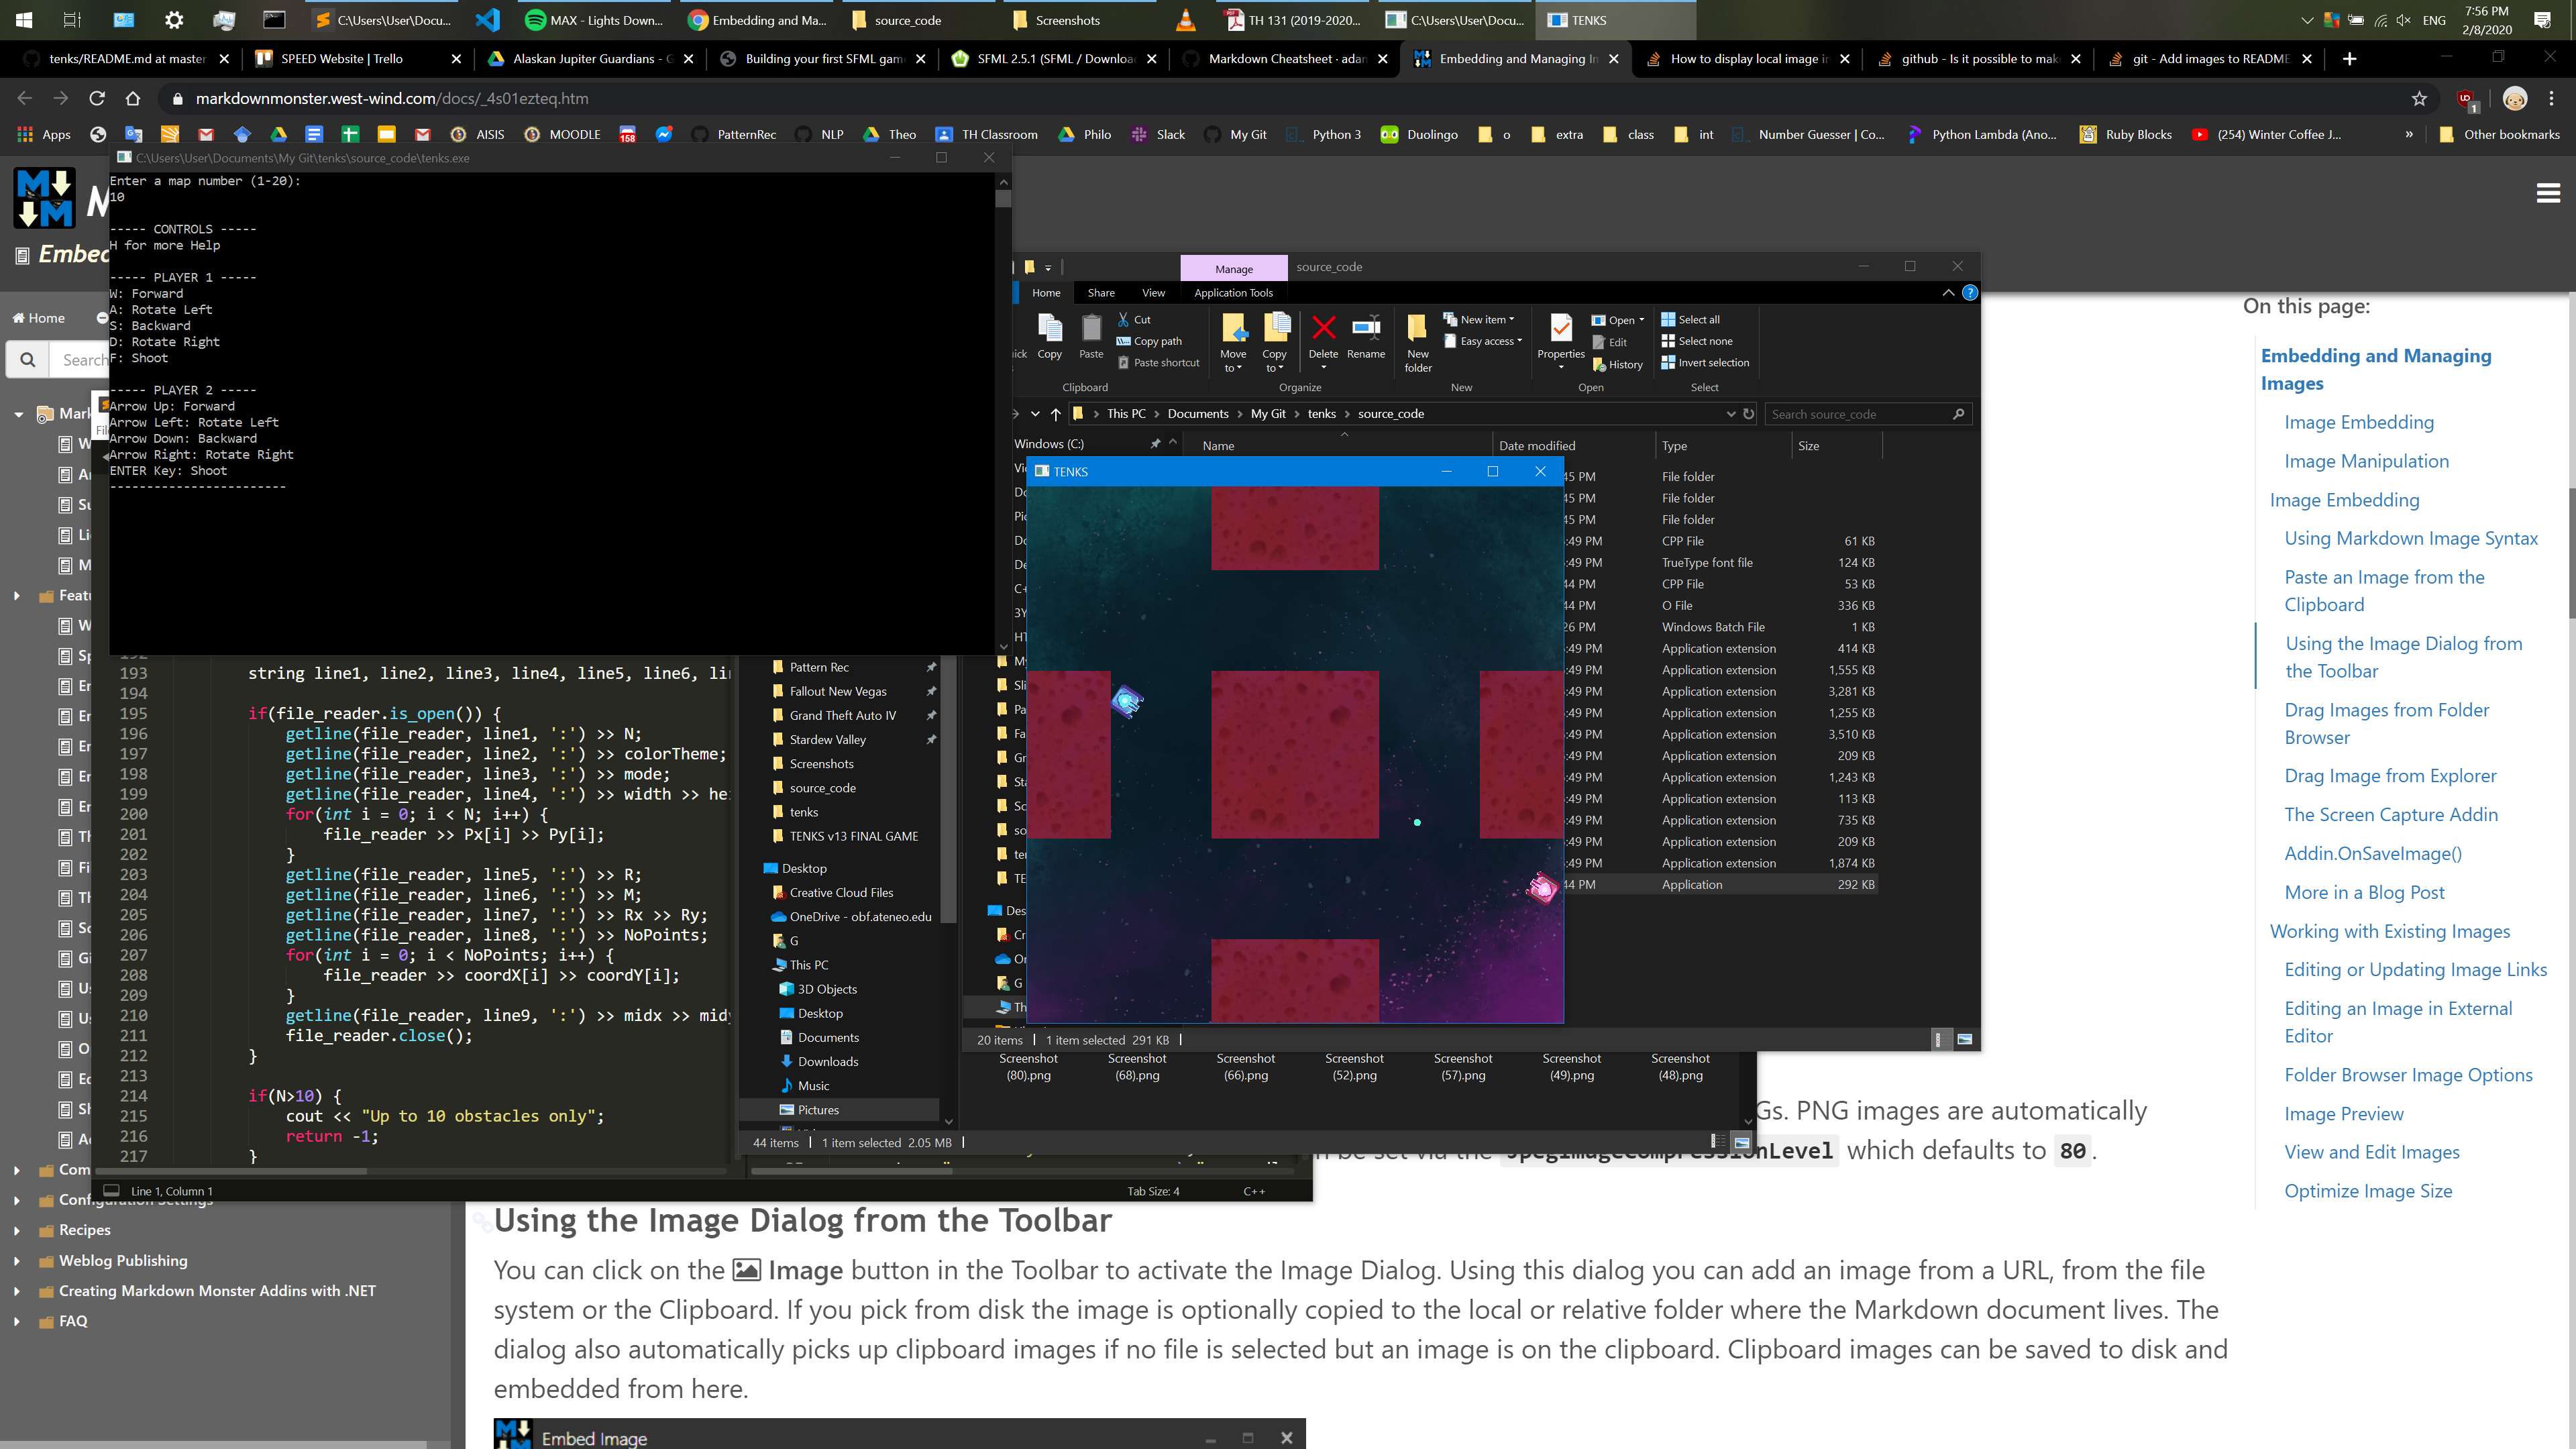 C:\Users\User\Docu...
MAX - Lights Down...
Embedding and Ma...
source_code
Screenshots
TH 131 (2019-2020...
C:\Users\User\Docu...
TENKS
ENG
7:56 PM
2/8/2020
tenks/README.md at master
SPEED Website | Trello
Alaskan Jupiter Guardians - G
Building your first SFML game
SFML 2.5.1 (SFML / Download
Markdown Cheatsheet · adam
Embedding and Managing Im
How to display local image in
github - Is it possible to make
git - Add images to README
markdownmonster.west-wind.com/docs/_4s01ezteq.htm
Apps
AISIS
MOODLE
158
PatternRec
NLP
Theo
TH Classroom
Philo
Slack
My Git
Python 3
Duolingo
o
extra
class
int
Number Guesser | Co...
Python Lambda (Ano...
Ruby Blocks
(254) Winter Coffee J...
Other bookmarks
C:\Users\User\Documents\My Git\tenks\source_code\tenks.exe
Enter a map number (1-20):
10
----- CONTROLS -----
H for more Help
----- PLAYER 1 -----
W: Forward
A: Rotate Left
S: Backward
D: Rotate Right
F: Shoot
----- PLAYER 2 -----
Arrow Up: Forward
Arrow Left: Rotate Left
Arrow Down: Backward
Arrow Right: Rotate Right
ENTER Key: Shoot
------------------------
Home
Search
Recipes
Weblog Publishing
Creating Markdown Monster Addins with .NET
FAQ
Manage
source_code
Home
Share
View
Application Tools
Copy
Paste
Cut
Copy path
Paste shortcut
Clipboard
Move to
Copy to
Delete
Rename
Organize
New folder
New item
Easy access
New
Properties
Open
Edit
History
Open
Select all
Select none
Invert selection
Select
This PC
Documents
My Git
tenks
source_code
Search source_code
Windows (C:)
Name
Date modified
Type
Size
TENKS
45 PM File folder
45 PM File folder
45 PM File folder
:49 PM CPP File 61 KB
:49 PM TrueType font file 124 KB
44 PM CPP File 53 KB
44 PM O File 336 KB
26 PM Windows Batch File 1 KB
:49 PM Application extension 414 KB
:49 PM Application extension 1,555 KB
:49 PM Application extension 3,281 KB
:49 PM Application extension 1,255 KB
:49 PM Application extension 3,510 KB
:49 PM Application extension 209 KB
:49 PM Application extension 1,243 KB
:49 PM Application extension 113 KB
:49 PM Application extension 735 KB
:49 PM Application extension 209 KB
:49 PM Application extension 1,874 KB
44 PM Application 292 KB
20 items
1 item selected 291 KB
193 string line1, line2, line3, line4, line5, line6, li
194
195 if(file_reader.is_open()) {
196 getline(file_reader, line1, ':') >> N;
197 getline(file_reader, line2, ':') >> colorTheme;
198 getline(file_reader, line3, ':') >> mode;
199 getline(file_reader, line4, ':') >> width >> he
200 for(int i = 0; i < N; i++) {
201 file_reader >> Px[i] >> Py[i];
202 }
203 getline(file_reader, line5, ':') >> R;
204 getline(file_reader, line6, ':') >> M;
205 getline(file_reader, line7, ':') >> Rx >> Ry;
206 getline(file_reader, line8, ':') >> NoPoints;
207 for(int i = 0; i < NoPoints; i++) {
208 file_reader >> coordX[i] >> coordY[i];
209 }
210 getline(file_reader, line9, ':') >> midx >> midy
211 file_reader.close();
212 }
213
214 if(N>10) {
215 cout << "Up to 10 obstacles only";
216 return -1;
217 }
Line 1, Column 1
Tab Size: 4
C++
Pattern Rec
Fallout New Vegas
Grand Theft Auto IV
Stardew Valley
Screenshots
source_code
tenks
TENKS v13 FINAL GAME
Desktop
Creative Cloud Files
OneDrive - obf.ateneo.edu
G
This PC
3D Objects
Desktop
Documents
Downloads
Music
Pictures
44 items
1 item selected 2.05 MB
Screenshot (80).png
Screenshot (68).png
Screenshot (66).png
Screenshot (52).png
Screenshot (57).png
Screenshot (49).png
Screenshot (48).png
Gs. PNG images are automatically
which defaults to 80.
Using the Image Dialog from the Toolbar
You can click on the Image button in the Toolbar to activate the Image Dialog. Using this dialog you can add an image from a URL, from the file
system or the Clipboard. If you pick from disk the image is optionally copied to the local or relative folder where the Markdown document lives. The
dialog also automatically picks up clipboard images if no file is selected but an image is on the clipboard. Clipboard images can be saved to disk and
embedded from here.
Embed Image
On this page:
Embedding and Managing
Images
Image Embedding
Image Manipulation
Image Embedding
Using Markdown Image Syntax
Paste an Image from the
Clipboard
Using the Image Dialog from
the Toolbar
Drag Images from Folder
Browser
Drag Image from Explorer
The Screen Capture Addin
Addin.OnSaveImage()
More in a Blog Post
Working with Existing Images
Editing or Updating Image Links
Editing an Image in External
Editor
Folder Browser Image Options
Image Preview
View and Edit Images
Optimize Image Size